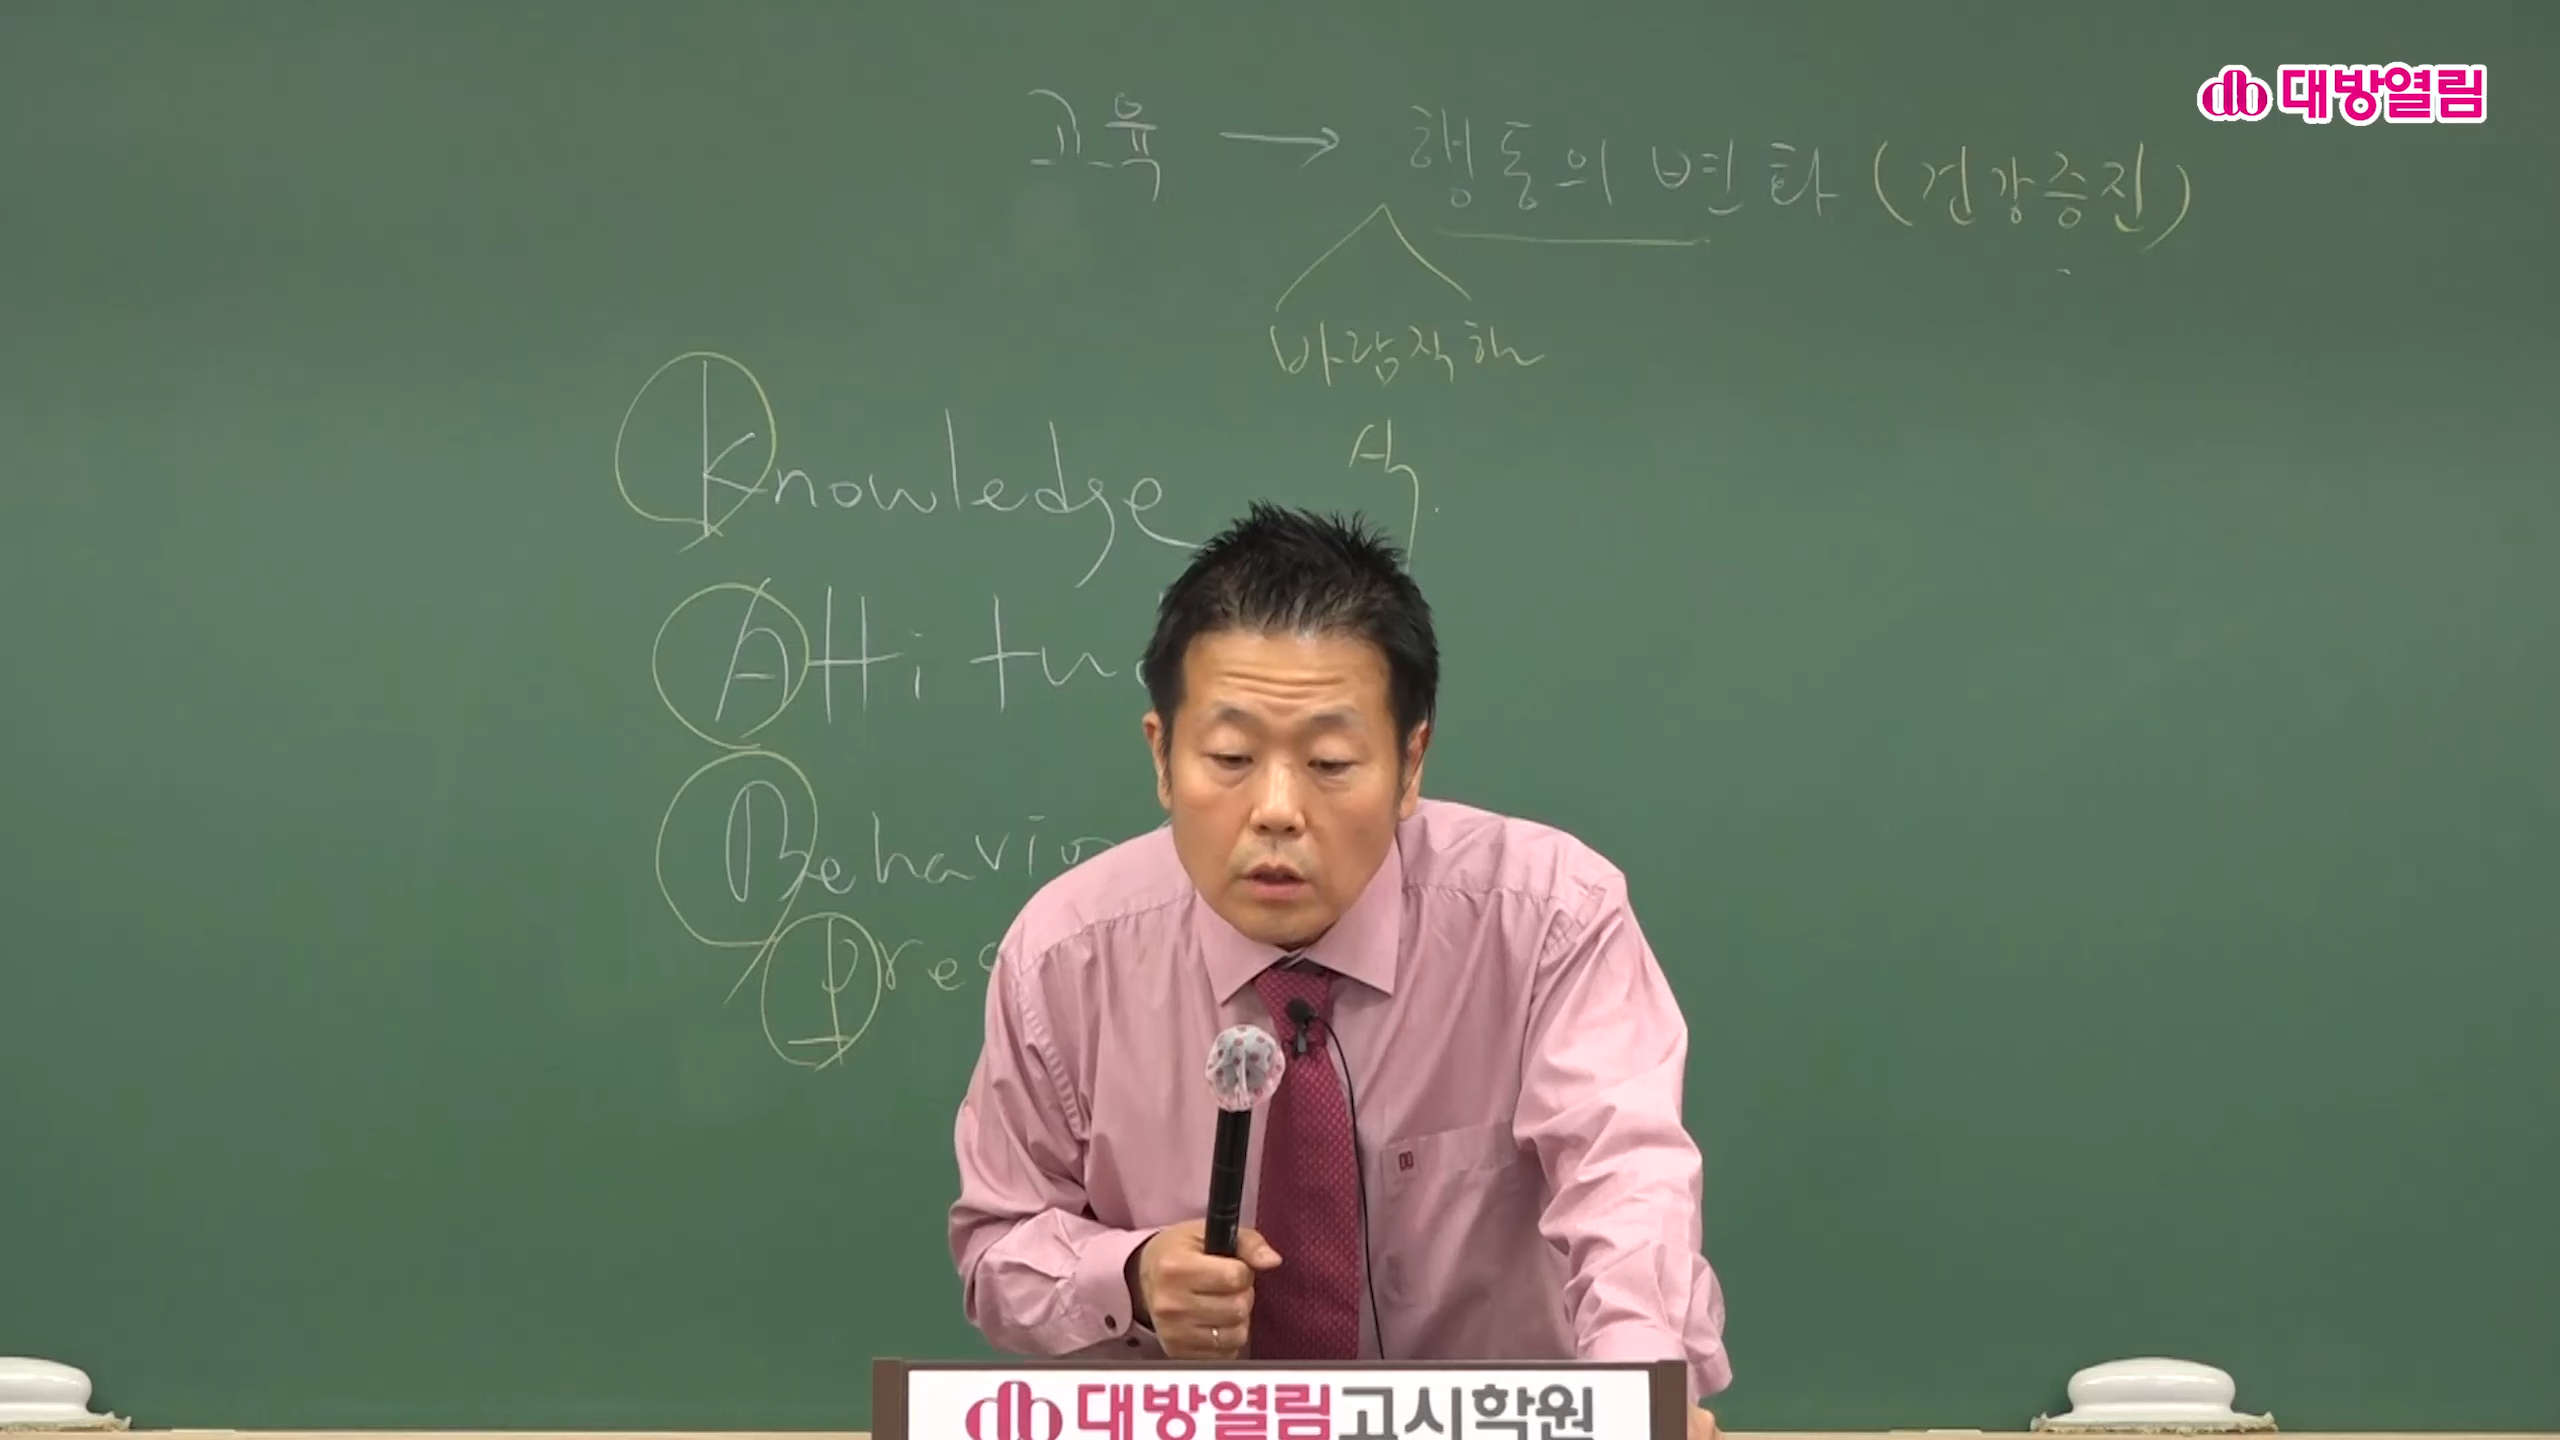 대방열림
교육 → 행동의 변화 (건강증진)
바람직한
Knowledge
Attitud
Behavio
Pre
대방열림고시학원